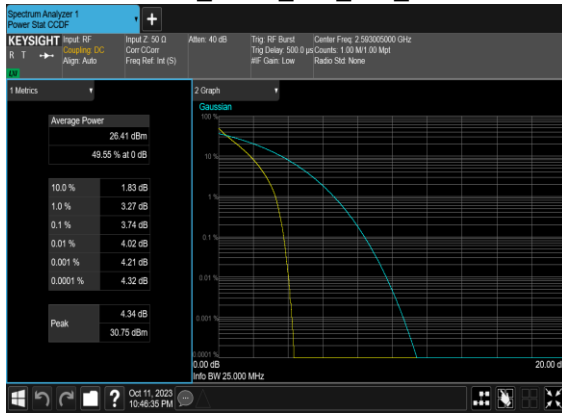 Spectrum Analyzer 1
Power Stat CCDF
KEYSIGHT
R T
LXI
Input: RF
Coupling: DC
Align: Auto
Input Z: 50 Ω
Corr CCorr
Freq Ref: Int (S)
Atten: 40 dB
Trig: RF Burst
Trig Delay: 500.0 µs
#IF Gain: Low
Center Freq: 2.593005000 GHz
Counts: 1.00 M/1.00 Mpt
Radio Std: None
1 Metrics
Average Power
26.41 dBm
49.55 % at 0 dB
10.0 % 1.83 dB
1.0 % 3.27 dB
0.1 % 3.74 dB
0.01 % 4.02 dB
0.001 % 4.21 dB
0.0001 % 4.32 dB
Peak
4.34 dB
30.75 dBm
2 Graph
Gaussian
100 %
10 %
1 %
0.1 %
0.01 %
0.001 %
0.0001 %
0.00 dB
20.00 d
Info BW 25.000 MHz
?
Oct 11, 2023
10:46:35 PM